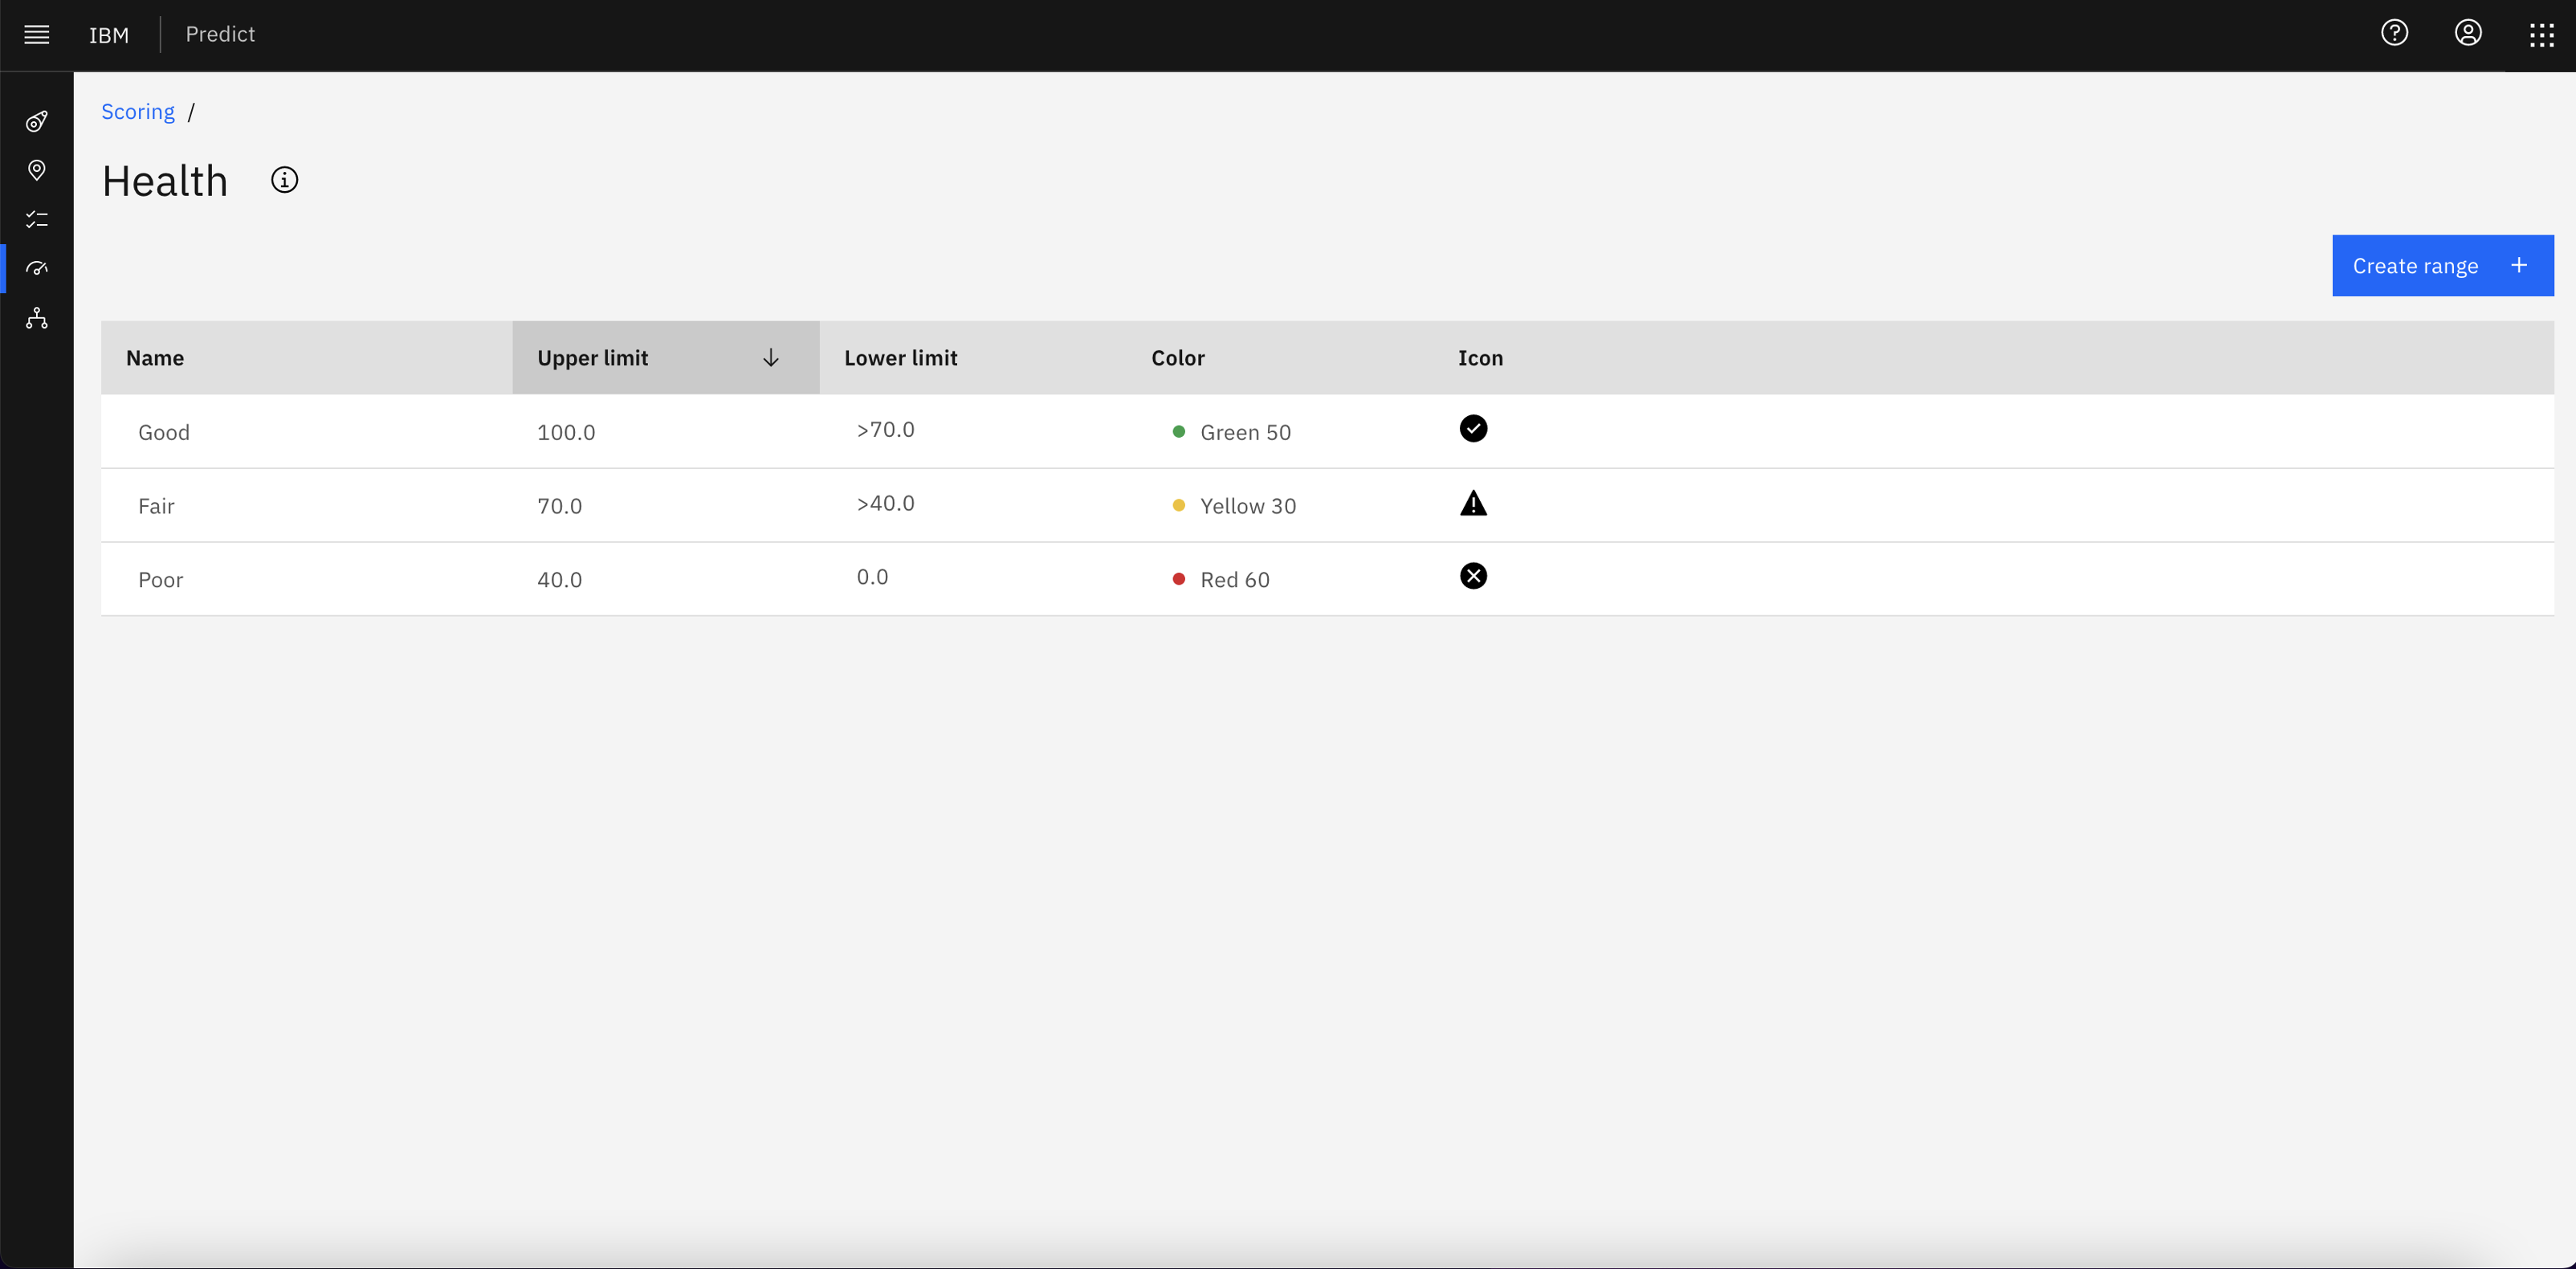 IBM Predict
Scoring /
Health
Create range +
Name Upper limit Lower limit Color Icon
Good 100.0 >70.0 Green 50
Fair 70.0 >40.0 Yellow 30
Poor 40.0 0.0 Red 60